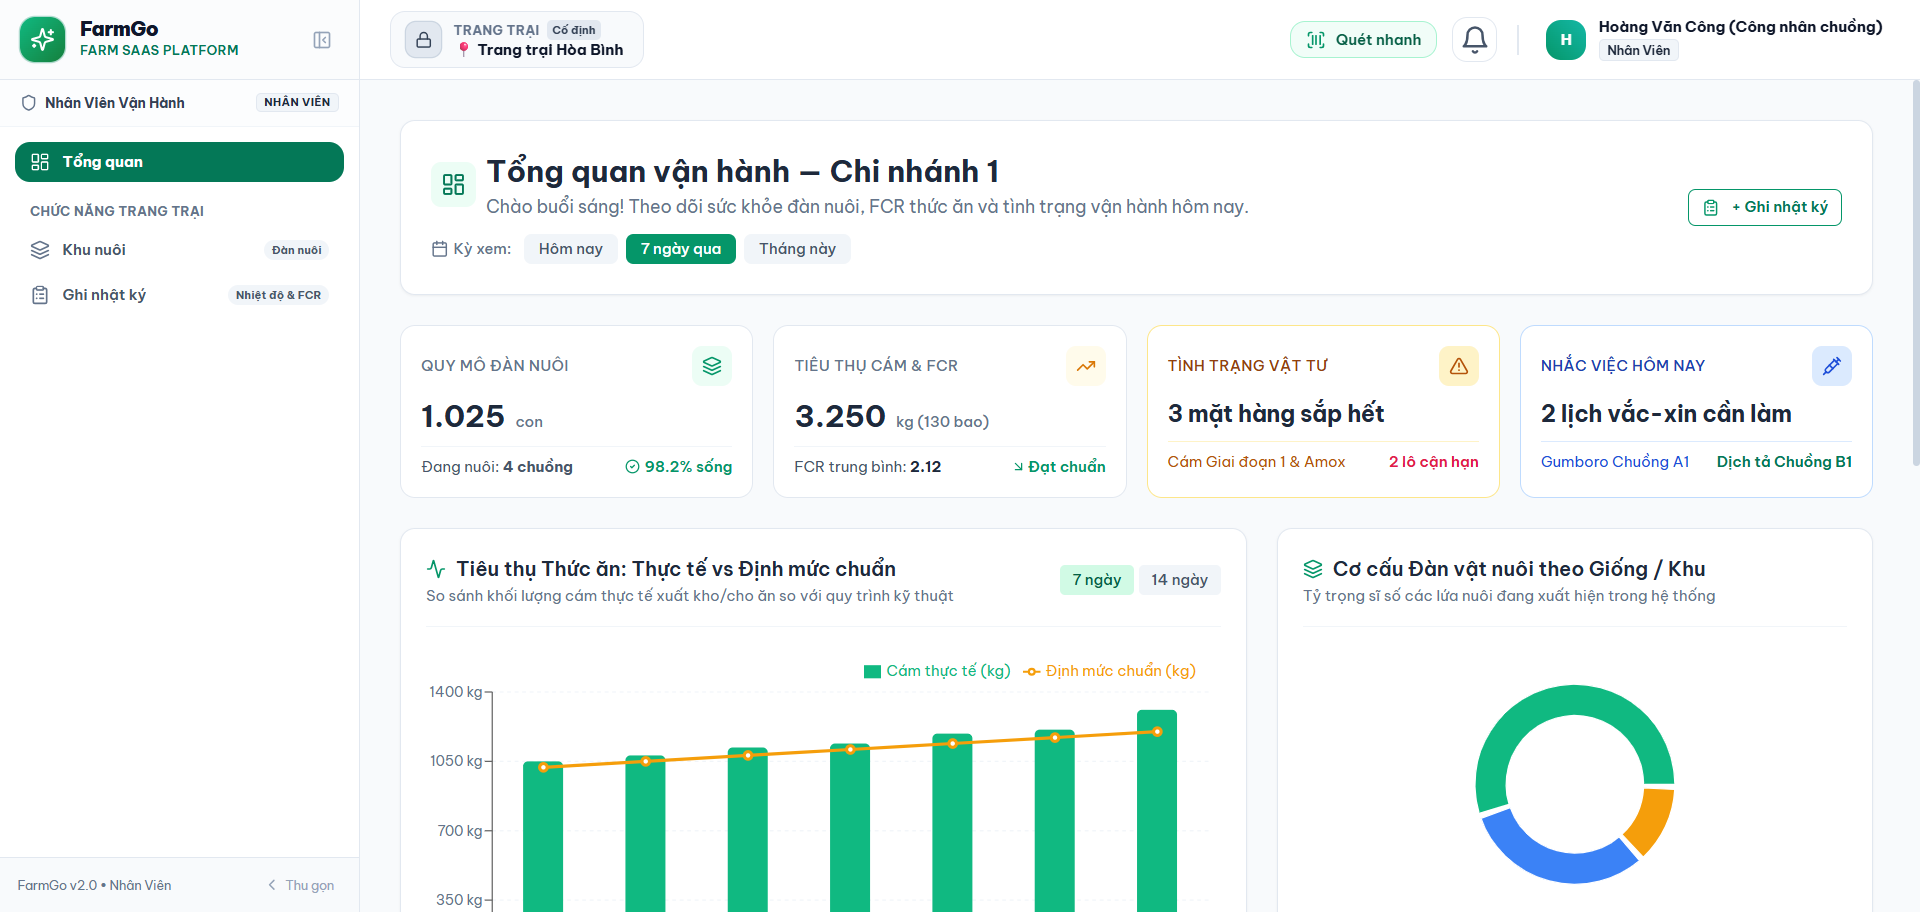 FarmGo
FARM SAAS PLATFORM
Nhân Viên Vận Hành
NHÂN VIÊN
Tổng quan
CHỨC NĂNG TRANG TRẠI
Khu nuôi
Đàn nuôi
Ghi nhật ký
Nhiệt độ & FCR
FarmGo v2.0 • Nhân Viên
Thu gọn
TRANG TRẠI Cố định
Trang trại Hòa Bình
Quét nhanh
H
Hoàng Văn Công (Công nhân chuồng)
Nhân Viên
Tổng quan vận hành — Chi nhánh 1
Chào buổi sáng! Theo dõi sức khỏe đàn nuôi, FCR thức ăn và tình trạng vận hành hôm nay.
Kỳ xem: Hôm nay 7 ngày qua Tháng này
+ Ghi nhật ký
QUY MÔ ĐÀN NUÔI
1.025 con
Đang nuôi: 4 chuồng 98.2% sống
TIÊU THỤ CÁM & FCR
3.250 kg (130 bao)
FCR trung bình: 2.12 Đạt chuẩn
TÌNH TRẠNG VẬT TƯ
3 mặt hàng sắp hết
Cám Giai đoạn 1 & Amox 2 lô cận hạn
NHẮC VIỆC HÔM NAY
2 lịch vắc-xin cần làm
Gumboro Chuồng A1 Dịch tả Chuồng B1
Tiêu thụ Thức ăn: Thực tế vs Định mức chuẩn
So sánh khối lượng cám thực tế xuất kho/cho ăn so với quy trình kỹ thuật
7 ngày 14 ngày
Cám thực tế (kg) Định mức chuẩn (kg)
1400 kg
1050 kg
700 kg
350 kg
Cơ cấu Đàn vật nuôi theo Giống / Khu
Tỷ trọng sĩ số các lứa nuôi đang xuất hiện trong hệ thống